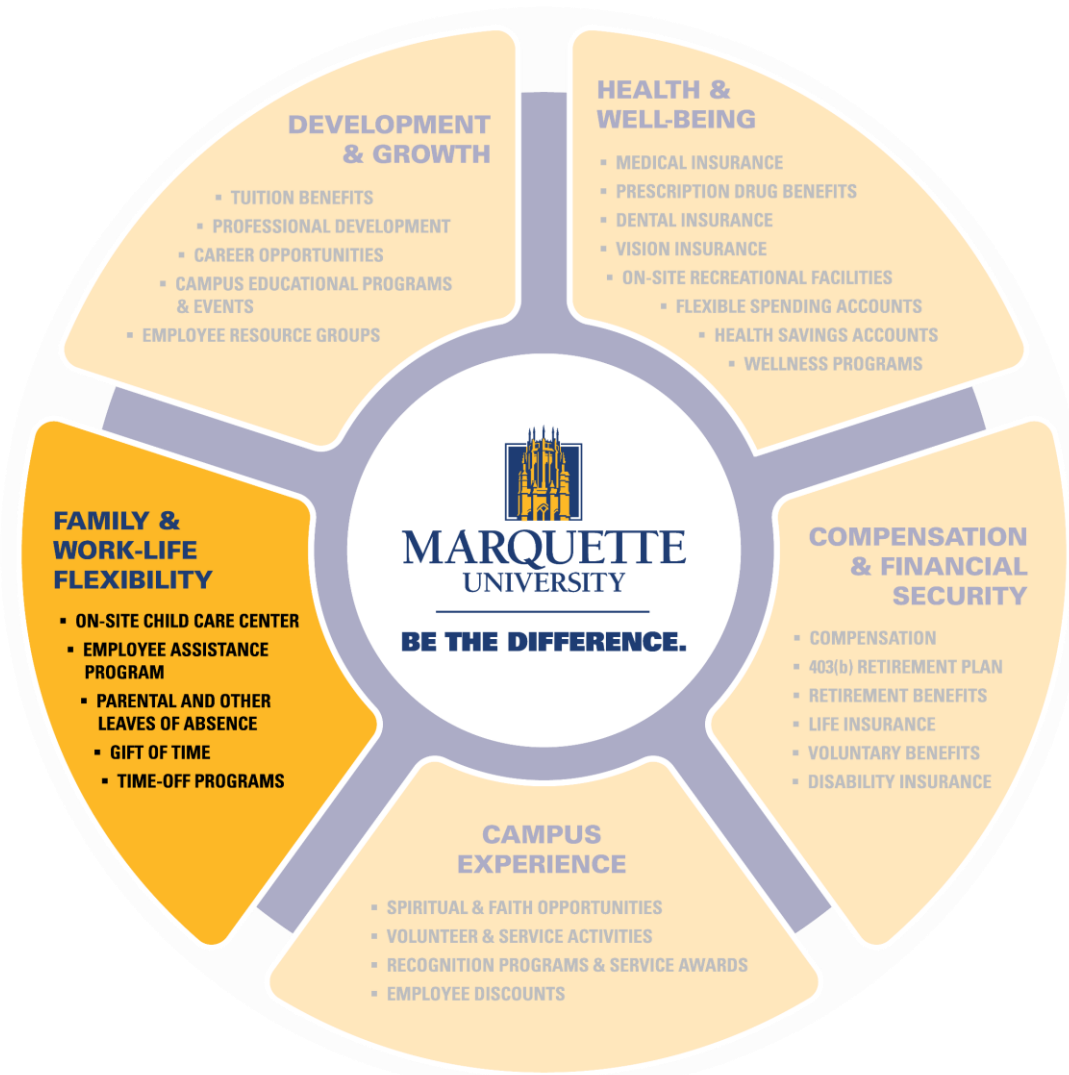 DEVELOPMENT
& GROWTH
▪ TUITION BENEFITS
▪ PROFESSIONAL DEVELOPMENT
▪ CAREER OPPORTUNITIES
▪ CAMPUS EDUCATIONAL PROGRAMS
& EVENTS
▪ EMPLOYEE RESOURCE GROUPS
HEALTH &
WELL-BEING
▪ MEDICAL INSURANCE
▪ PRESCRIPTION DRUG BENEFITS
▪ DENTAL INSURANCE
▪ VISION INSURANCE
▪ ON-SITE RECREATIONAL FACILITIES
▪ FLEXIBLE SPENDING ACCOUNTS
▪ HEALTH SAVINGS ACCOUNTS
▪ WELLNESS PROGRAMS
FAMILY &
WORK-LIFE
FLEXIBILITY
▪ ON-SITE CHILD CARE CENTER
▪ EMPLOYEE ASSISTANCE
PROGRAM
▪ PARENTAL AND OTHER
LEAVES OF ABSENCE
▪ GIFT OF TIME
▪ TIME-OFF PROGRAMS
MARQUETTE
UNIVERSITY
BE THE DIFFERENCE.
COMPENSATION
& FINANCIAL
SECURITY
▪ COMPENSATION
▪ 403(b) RETIREMENT PLAN
▪ RETIREMENT BENEFITS
▪ LIFE INSURANCE
▪ VOLUNTARY BENEFITS
▪ DISABILITY INSURANCE
CAMPUS
EXPERIENCE
▪ SPIRITUAL & FAITH OPPORTUNITIES
▪ VOLUNTEER & SERVICE ACTIVITIES
▪ RECOGNITION PROGRAMS & SERVICE AWARDS
▪ EMPLOYEE DISCOUNTS